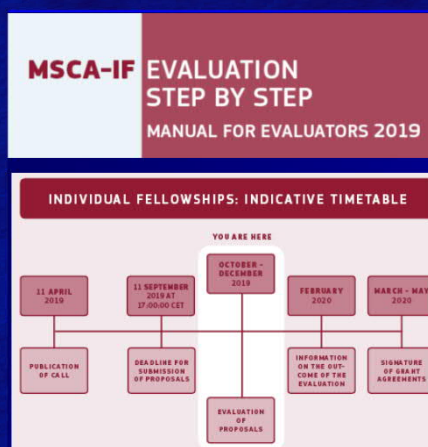 MSCA-IF EVALUATION
STEP BY STEP
MANUAL FOR EVALUATORS 2019
INDIVIDUAL FELLOWSHIPS: INDICATIVE TIMETABLE
YOU ARE HERE
11 APRIL
2019
11 SEPTEMBER
2019 AT
17:00:00 CET
OCTOBER -
DECEMBER
2019
FEBRUARY
2020
MARCH - MAY
2020
PUBLICATION
OF CALL
DEADLINE FOR
SUBMISSION
OF PROPOSALS
EVALUATION
OF
PROPOSALS
INFORMATION
ON THE OUT-
COME OF THE
EVALUATION
SIGNATURE
OF GRANT
AGREEMENTS